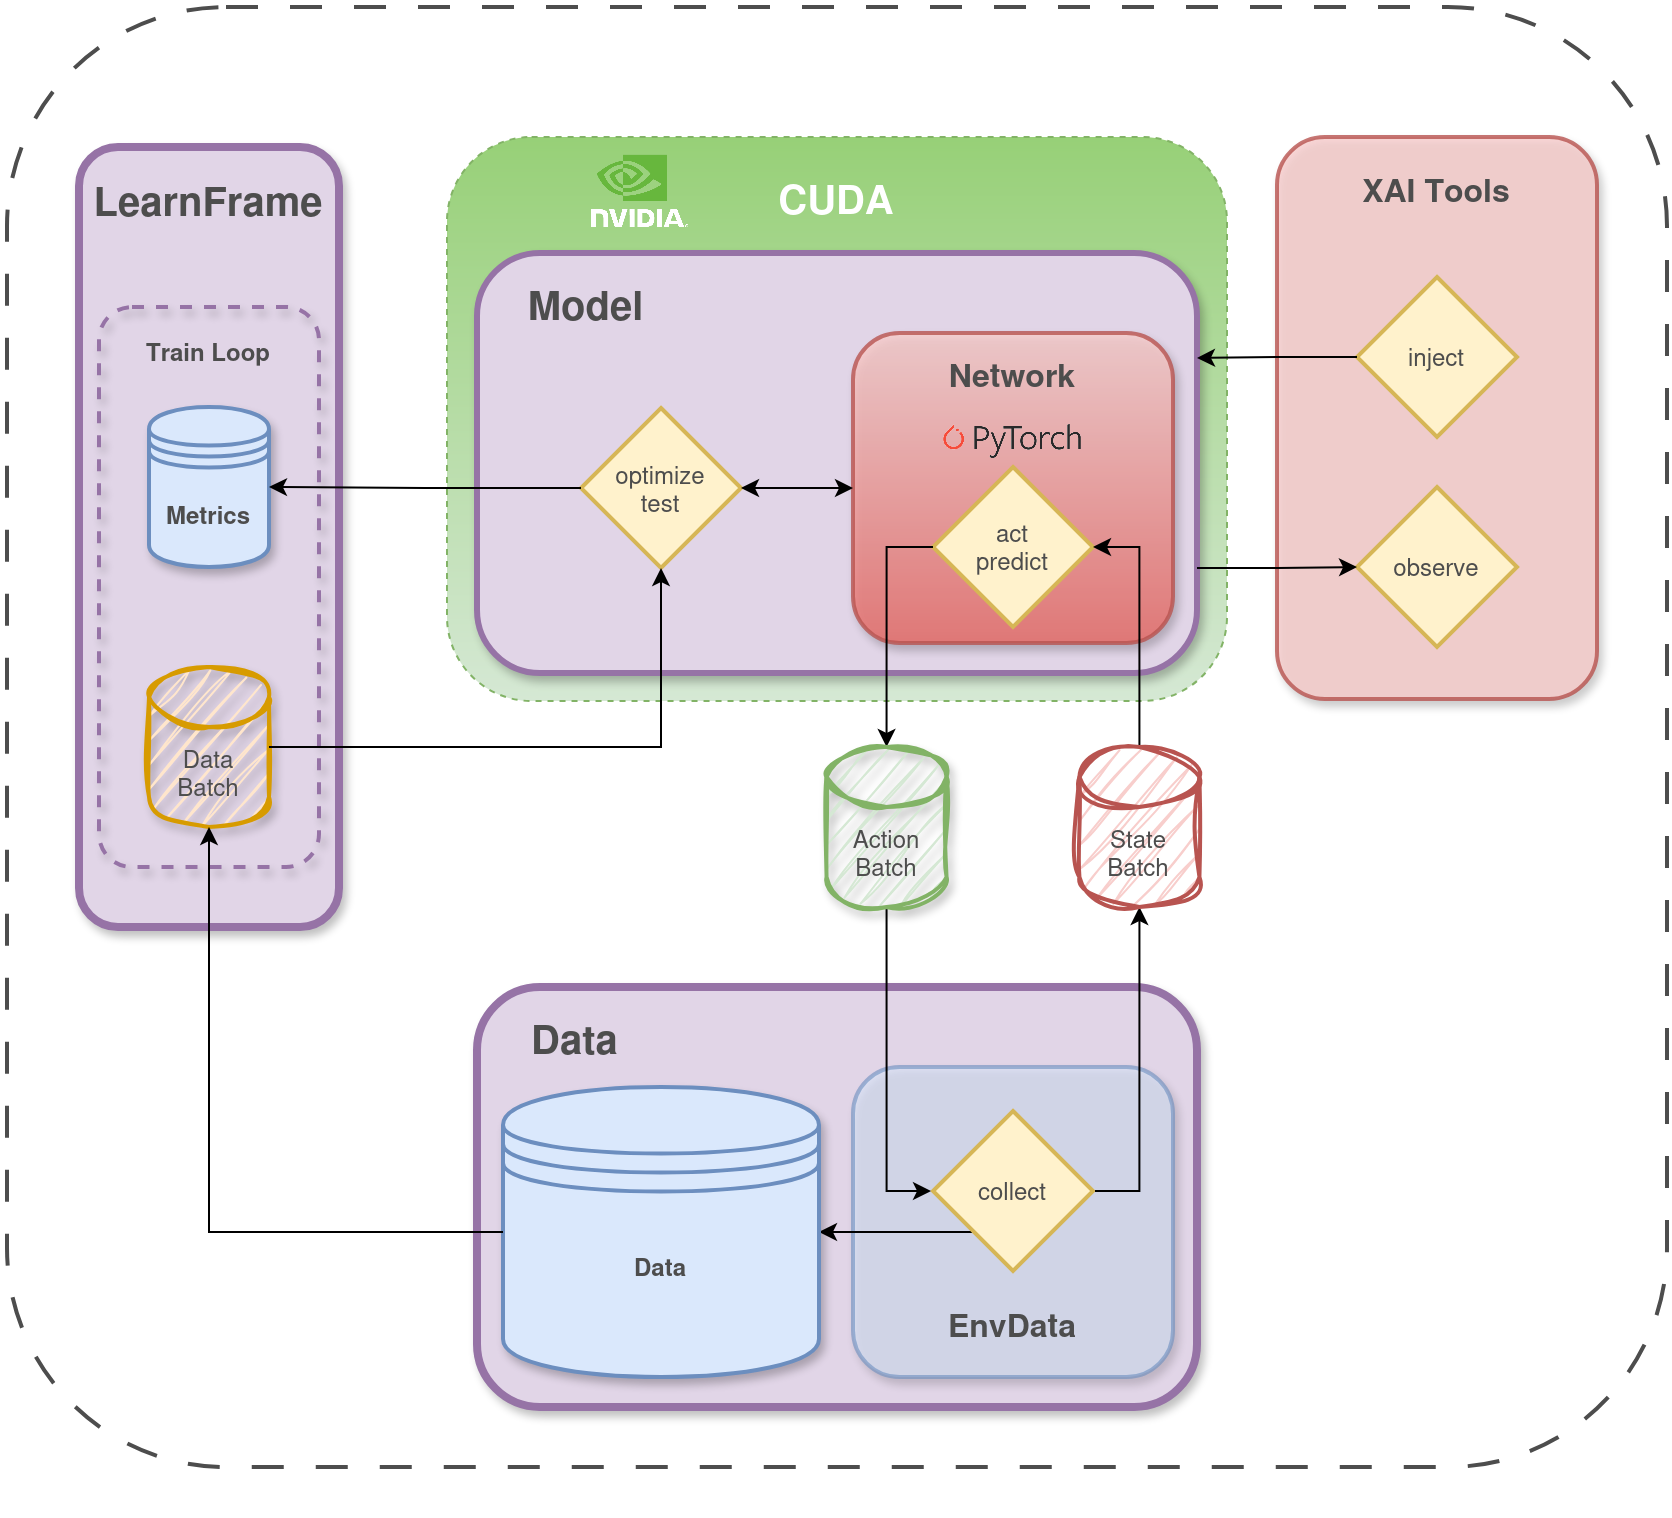 LearnFrame
Train Loop
Metrics
Data
Batch
NVIDIA
CUDA
Model
optimize
test
Network
PyTorch
act
predict
XAI Tools
inject
observe
Action
Batch
State
Batch
Data
Data
collect
EnvData